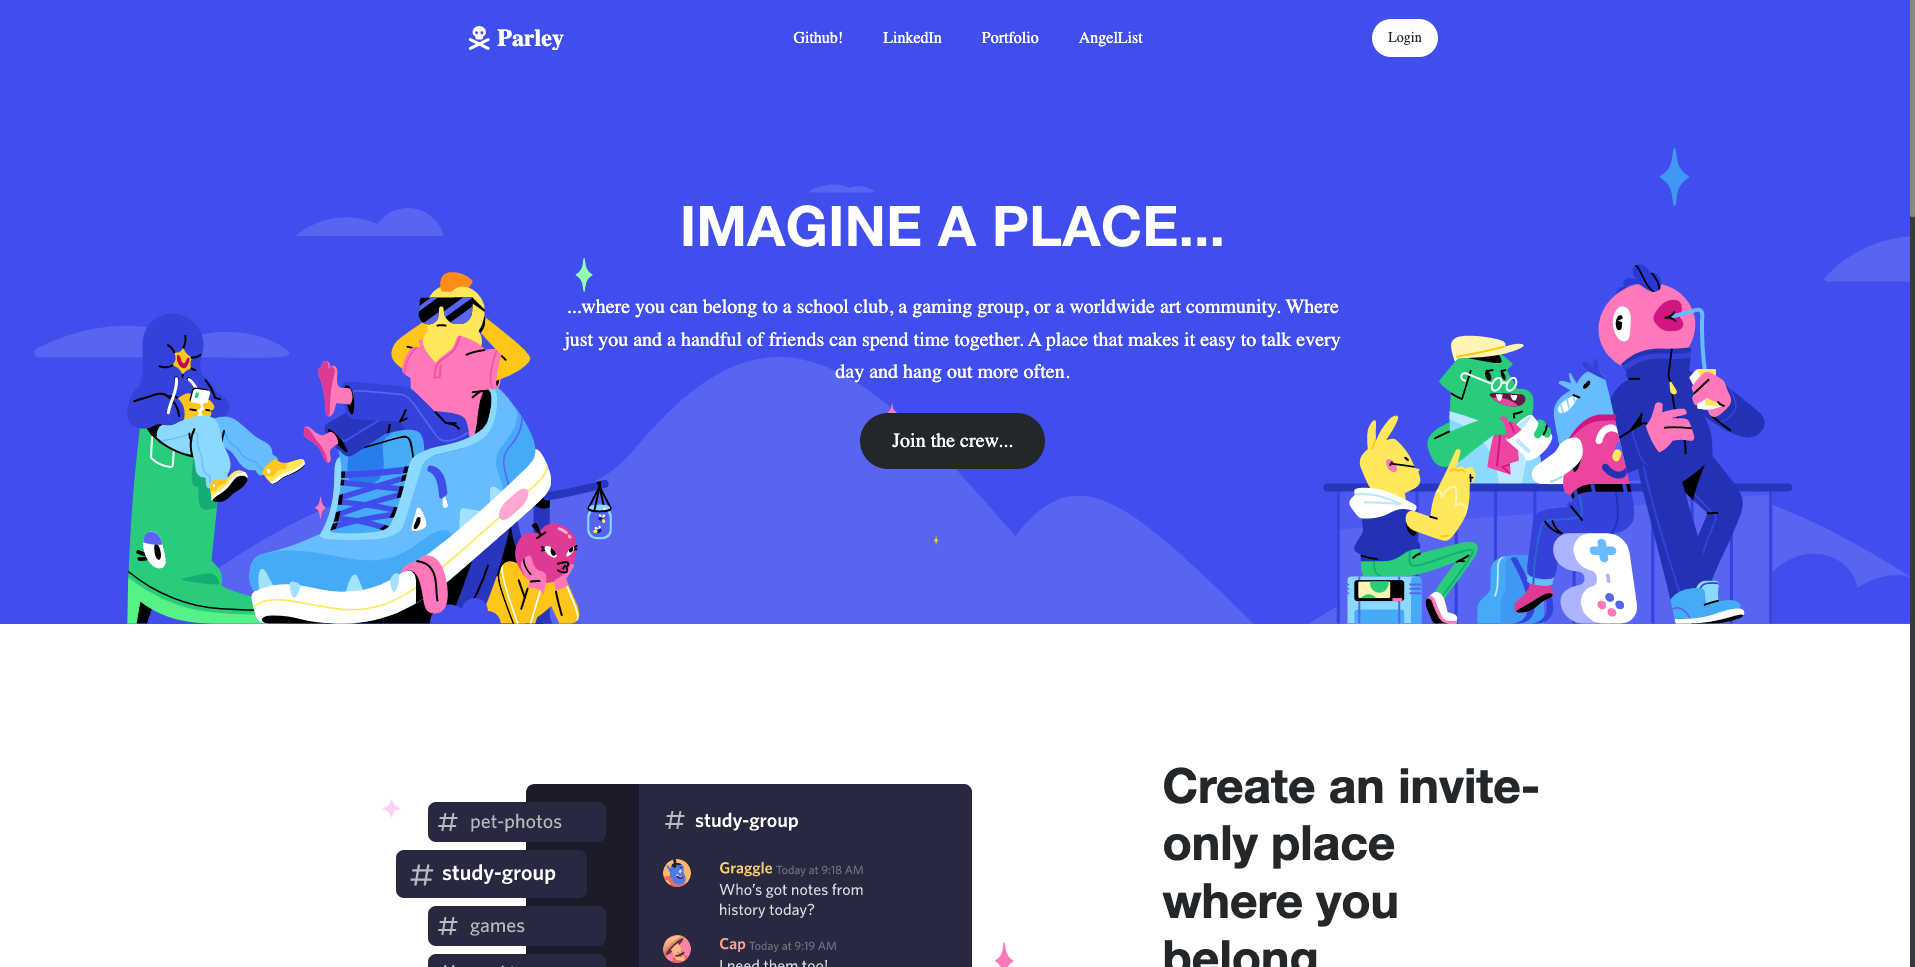 Parley
Github!
LinkedIn
Portfolio
AngelList
Login
IMAGINE A PLACE...
...where you can belong to a school club, a gaming group, or a worldwide art community. Where
just you and a handful of friends can spend time together. A place that makes it easy to talk every
day and hang out more often.
Join the crew...
# pet-photos
# study-group
# games
# study-group
Graggle Today at 9:18 AM
Who's got notes from
history today?
Cap Today at 9:19 AM
I need them too!
Create an invite-
only place
where you
belong